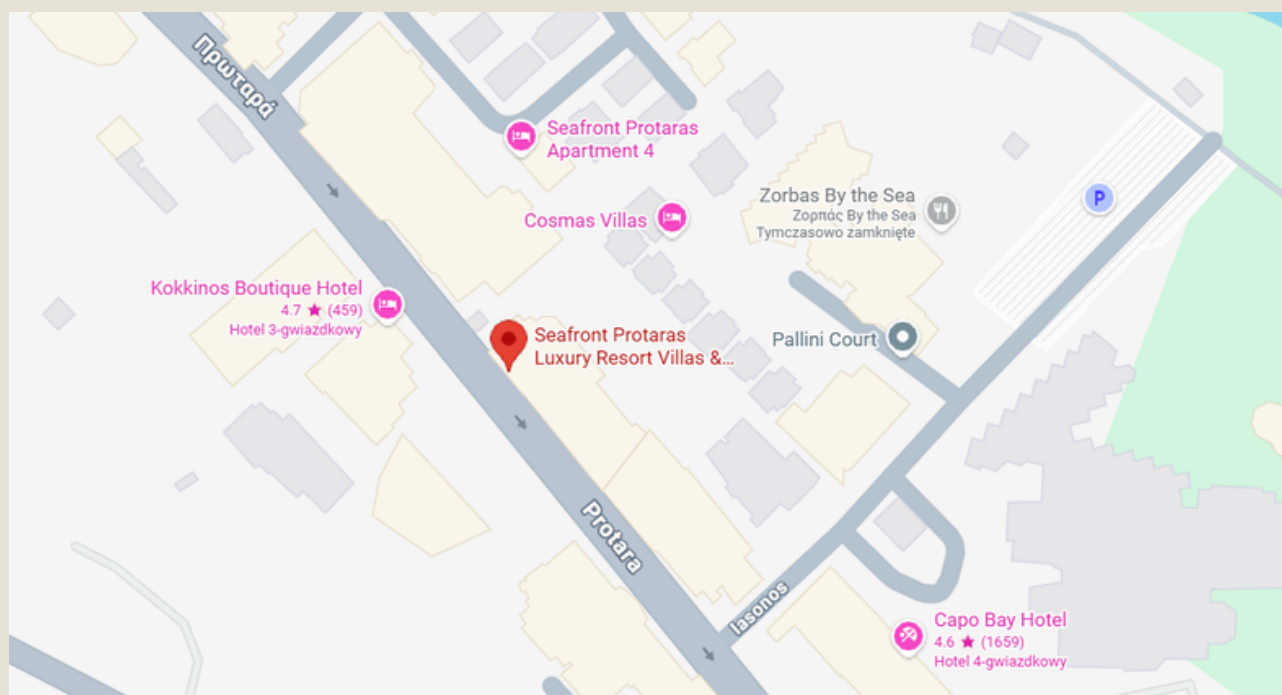 Πρωταρά
Seafront Protaras
Apartment 4
Cosmas Villas
Zorbas By the Sea
Ζορπάς By the Sea
Tymczasowo zamknięte
P
Kokkinos Boutique Hotel
4.7 ★ (459)
Hotel 3-gwiazdkowy
Seafront Protaras
Luxury Resort Villas &...
Pallini Court
Protara
Iasonos
Capo Bay Hotel
4.6 ★ (1659)
Hotel 4-gwiazdkowy